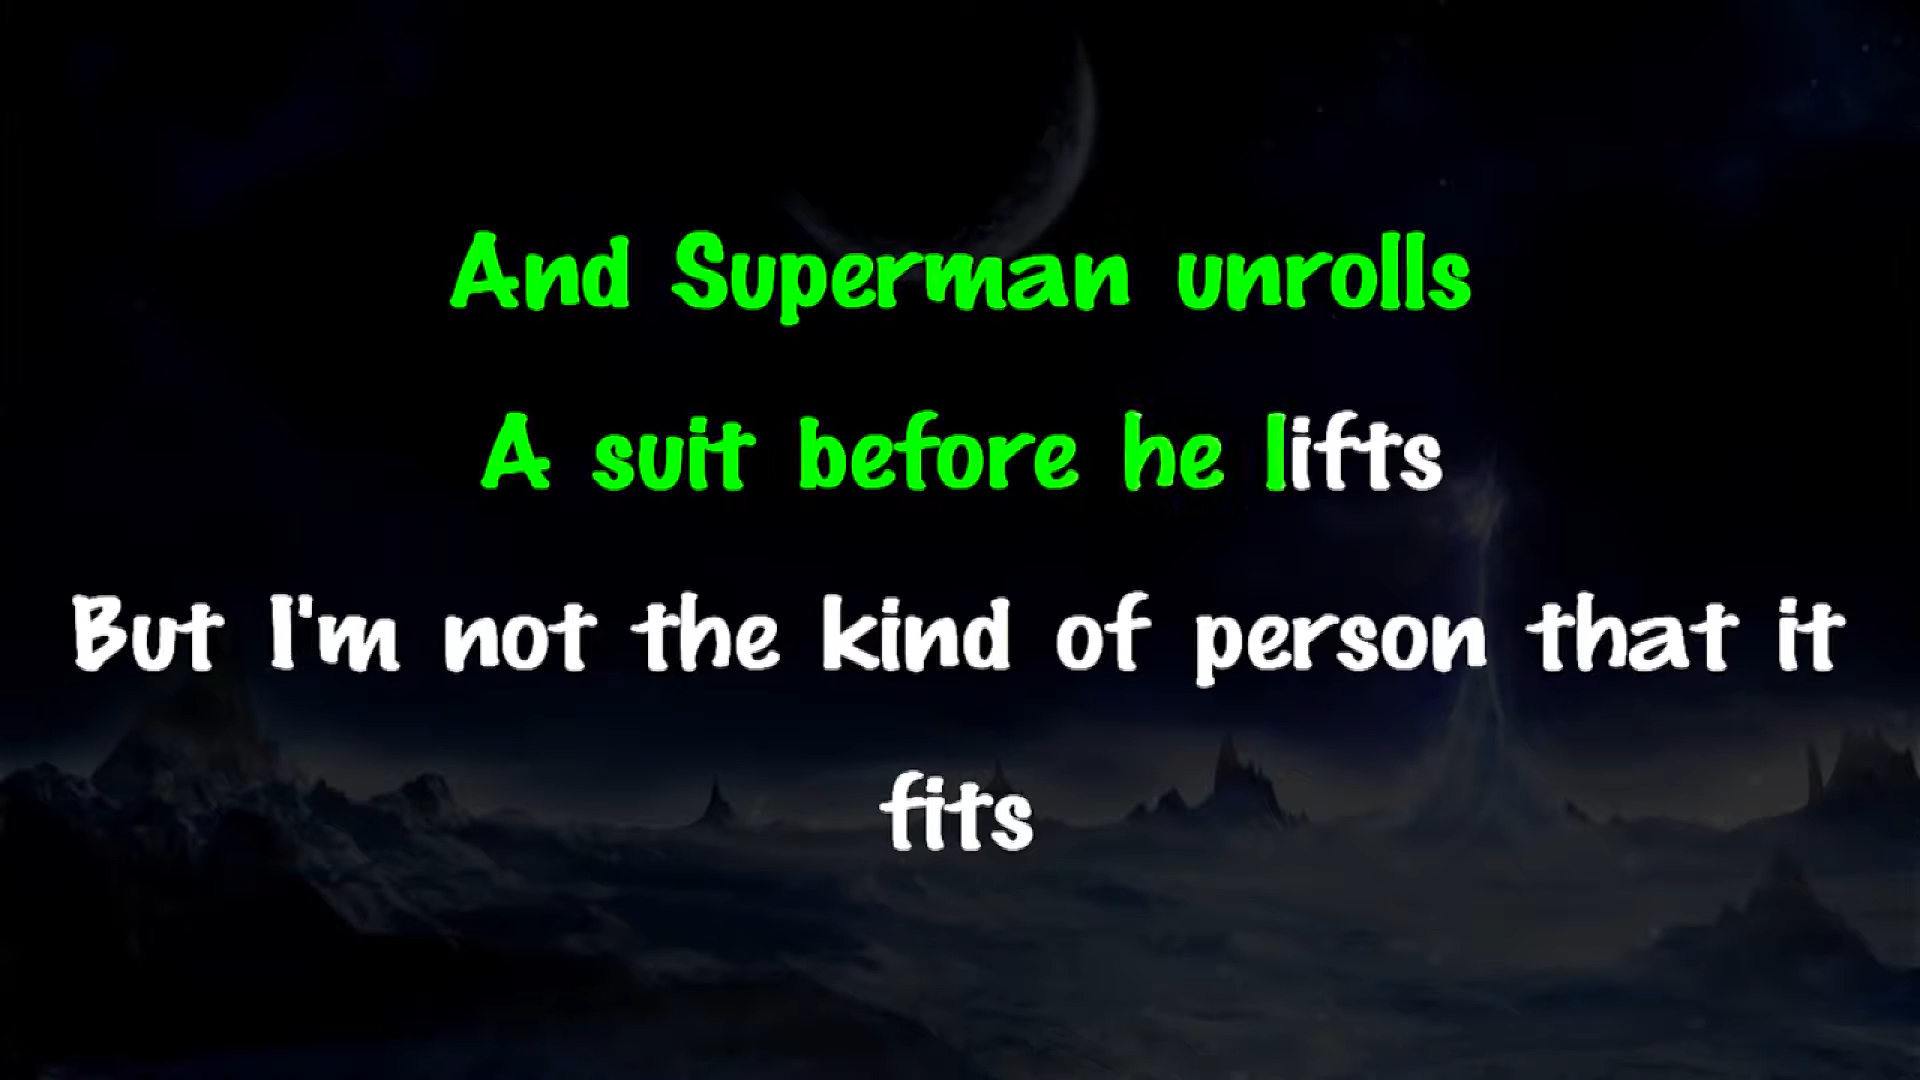 And Superman unrolls
A suit before he lifts
But I'm not the kind of person that it
fits